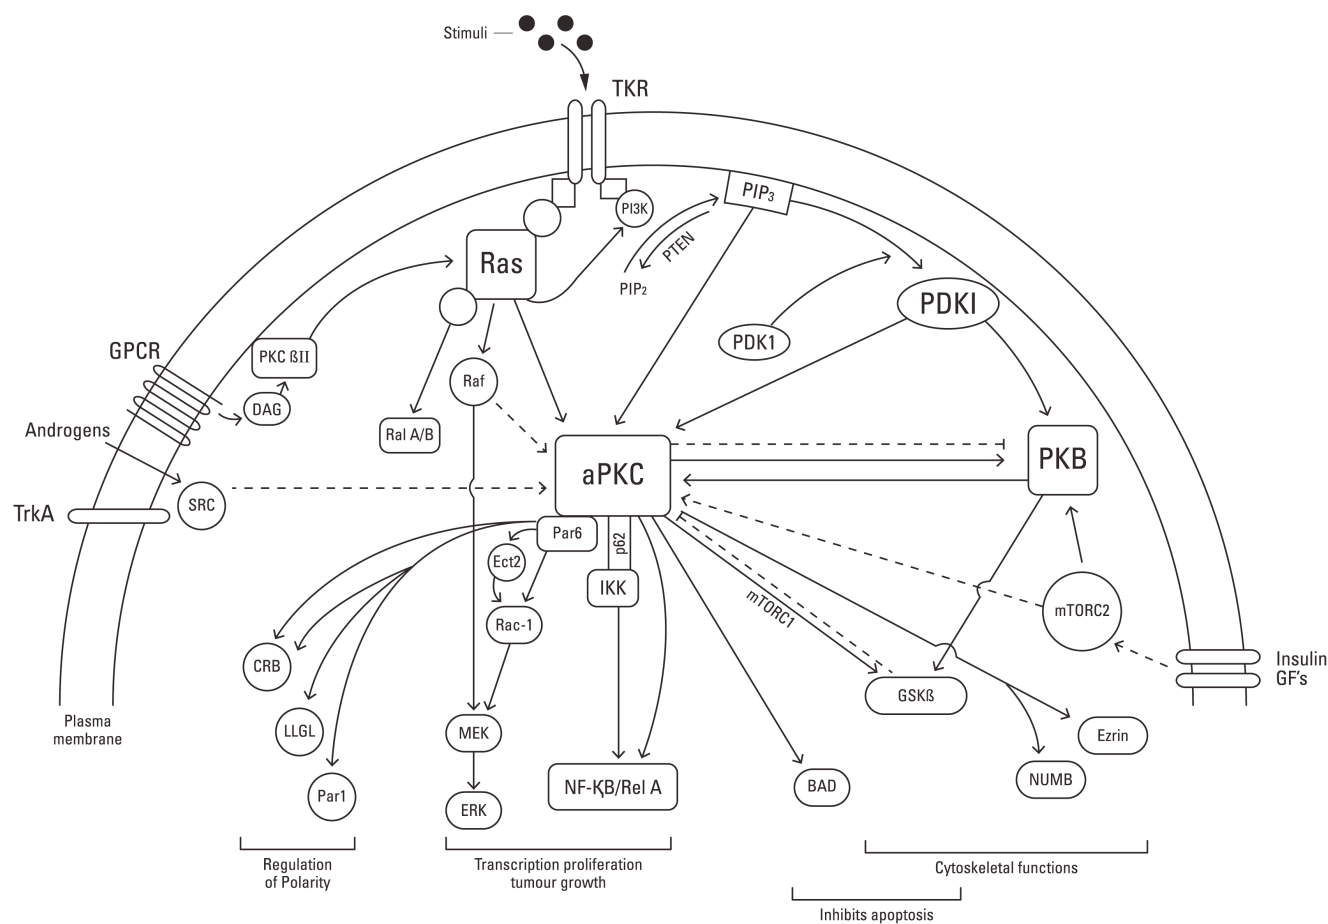 Stimuli
TKR
PIP3
PI3K
PTEN
Ras
PIP2
PDKI
PDK1
GPCR
PKC ßII
Raf
DAG
Androgens
Ral A/B
aPKC
PKB
SRC
TrkA
Par6
p62
Ect2
IKK
mTORC1
mTORC2
Rac-1
Insulin
GF's
CRB
GSKß
Plasma
membrane
LLGL
MEK
Ezrin
NUMB
Par1
NF-ⱩB/Rel A
BAD
ERK
Regulation
of Polarity
Transcription proliferation
tumour growth
Cytoskeletal functions
Inhibits apoptosis